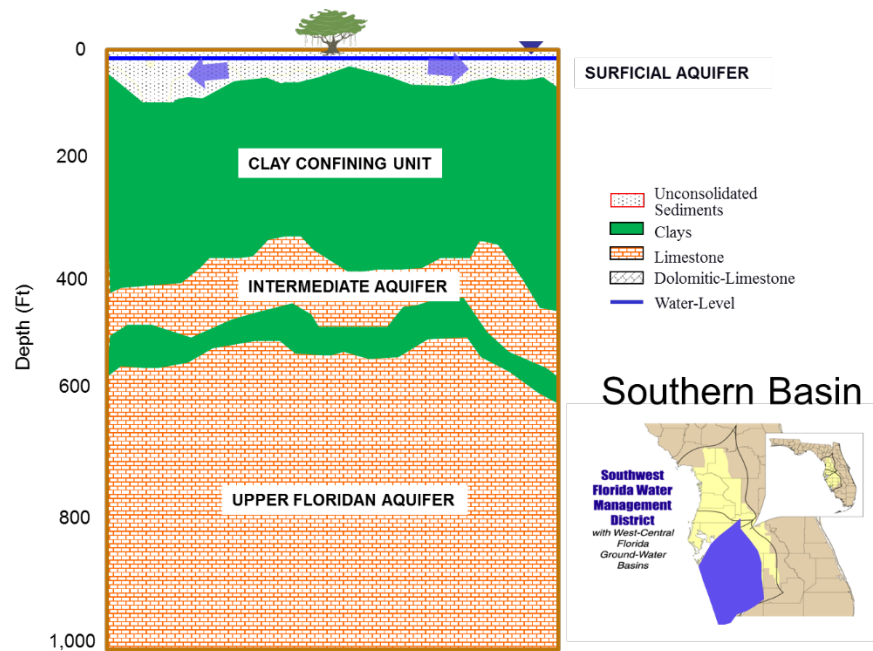 0
SURFICIAL AQUIFER
200
CLAY CONFINING UNIT
Unconsolidated
Sediments
Clays
Limestone
Dolomitic-Limestone
Water-Level
400
INTERMEDIATE AQUIFER
Depth (Ft)
600
Southern Basin
UPPER FLORIDAN AQUIFER
800
1,000
Southwest
Florida Water
Management
District
with West-Central
Florida
Ground-Water
Basins